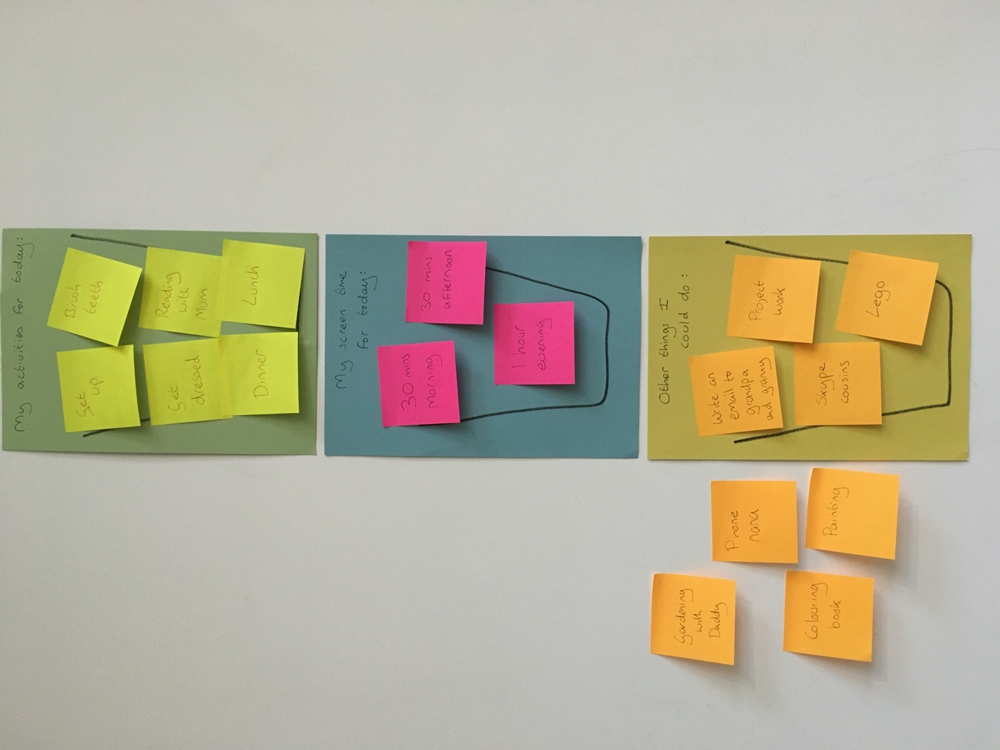 My activities for today:
Get
up
Brush
teeth
Get
dressed
Reading
with
Mum
Dinner
Lunch
My screen time
for today:
30 mins
Morning
30 mins
afternoon
1 hour
evening
Other things I
could do:
Write an
email to
grandpa
and granny
Project
work
Skype
cousins
Lego
Gardening
with
Daddy
Phone
nana
Colouring
book
Painting